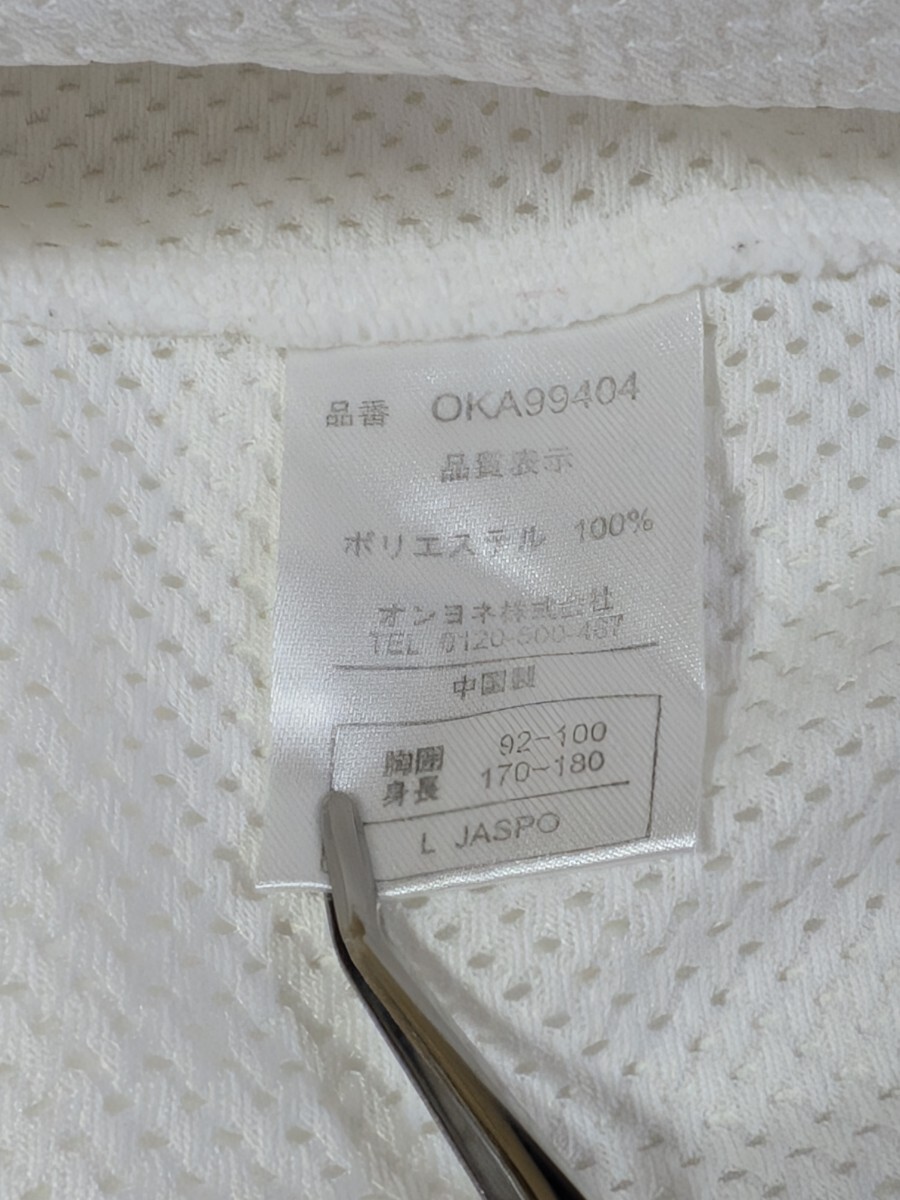 品番 OKA99404
品質表示
ポリエステル 100%
オンヨネ株式会社
TEL 0120-500-467
中国製
胸囲 92-100
身長 170-180
L JASPO